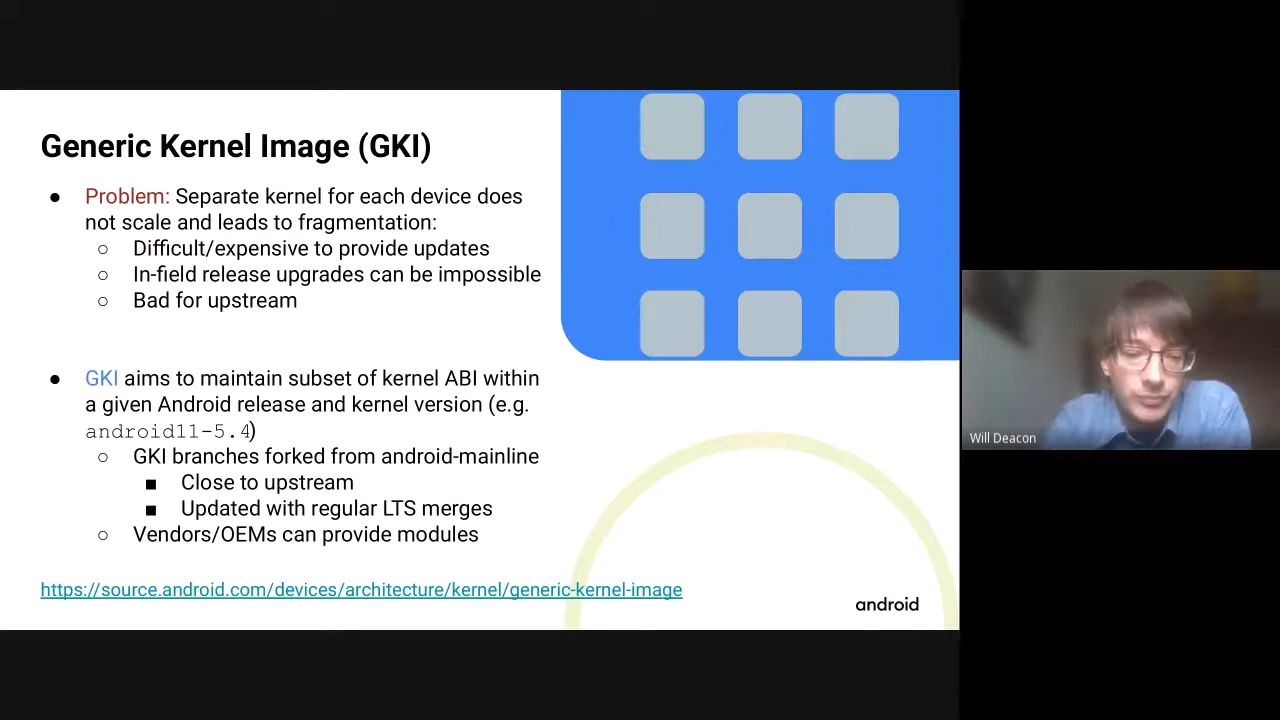 Generic Kernel Image (GKI)
● Problem: Separate kernel for each device does
not scale and leads to fragmentation:
○ Difficult/expensive to provide updates
○ In-field release upgrades can be impossible
○ Bad for upstream
● GKI aims to maintain subset of kernel ABI within
a given Android release and kernel version (e.g.
android11-5.4)
○ GKI branches forked from android-mainline
■ Close to upstream
■ Updated with regular LTS merges
○ Vendors/OEMs can provide modules
https://source.android.com/devices/architecture/kernel/generic-kernel-image
android
Will Deacon